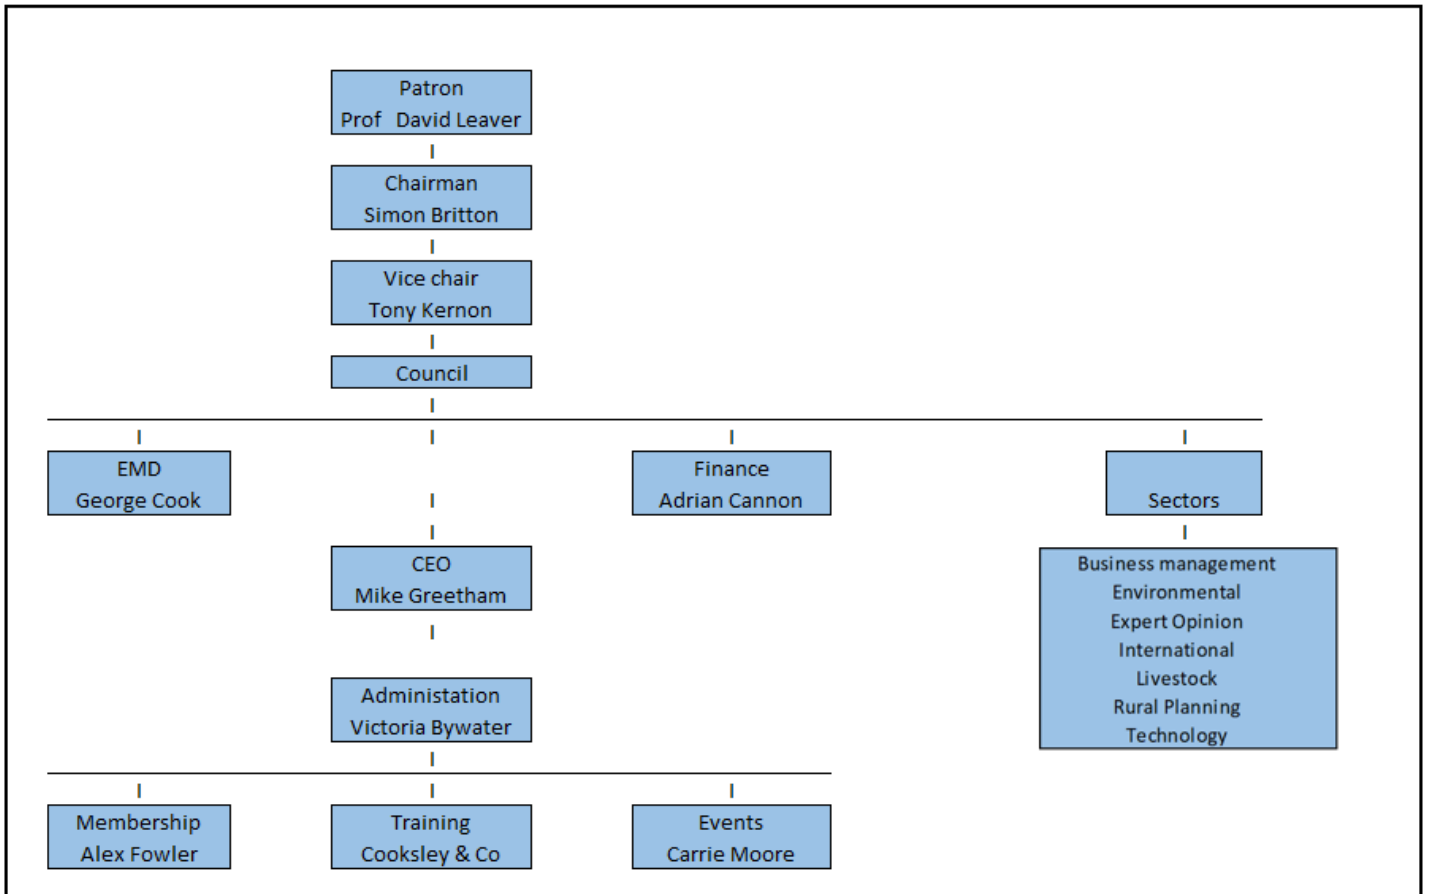 Patron
Prof   David Leaver
Chairman
Simon Britton
Vice chair
Tony Kernon
Council
EMD
George Cook
Finance
Adrian Cannon
Sectors
CEO
Mike Greetham
Business management
Environmental
Expert Opinion
International
Livestock
Rural Planning
Technology
Administation
Victoria Bywater
Membership
Alex Fowler
Training
Cooksley & Co
Events
Carrie Moore